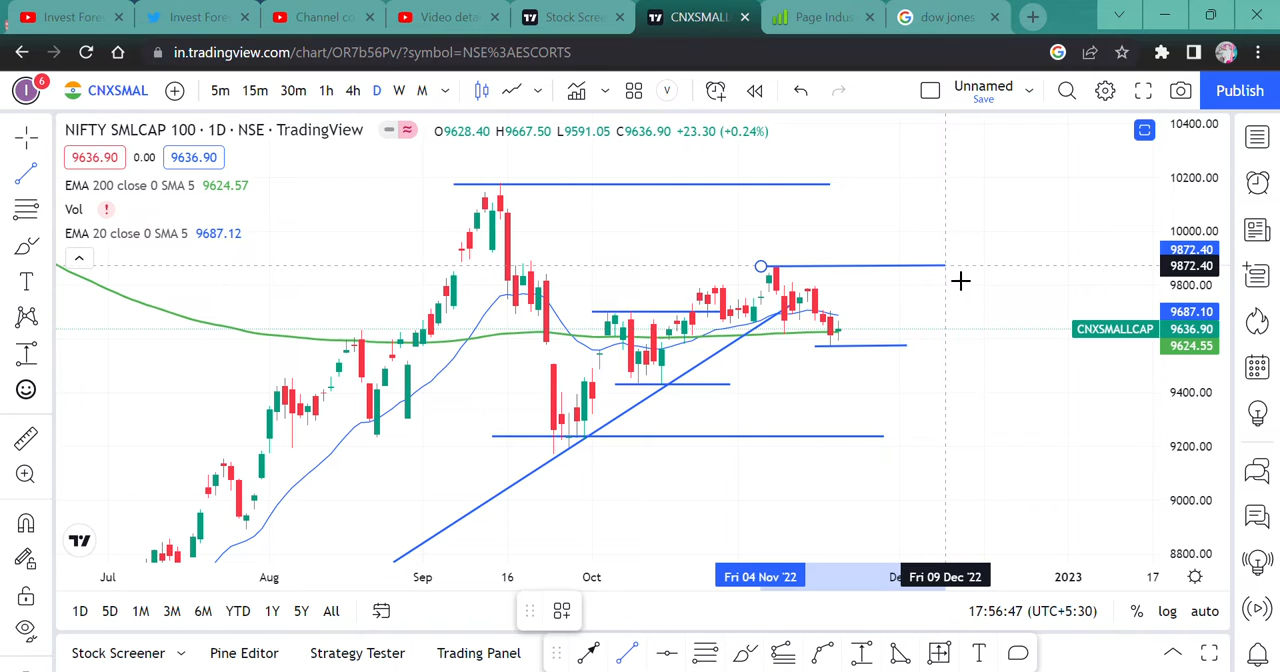 Invest Fore
Invest Fore
Channel co
Video detai
Stock Scree
CNXSMALL
Page Indus
dow jones
in.tradingview.com/chart/OR7b56Pv/?symbol=NSE%3AESCORTS
I 6 CNXSMAL 5m 15m 30m 1h 4h D W M V Unnamed Save Publish
NIFTY SMLCAP 100 · 1D · NSE · TradingView O9628.40 H9667.50 L9591.05 C9636.90 +23.30 (+0.24%)
9636.90 0.00 9636.90
EMA 200 close 0 SMA 5 9624.57
Vol !
EMA 20 close 0 SMA 5 9687.12
10400.00
10200.00
10000.00
9872.40
9872.40
9800.00
9687.10
CNXSMALLCAP 9636.90
9624.55
9400.00
9200.00
9000.00
8800.00
Jul Aug Sep 16 Oct Fri 04 Nov '22 De Fri 09 Dec '22 2023 17
1D 5D 1M 3M 6M YTD 1Y 5Y All 17:56:47 (UTC+5:30) % log auto
Stock Screener Pine Editor Strategy Tester Trading Panel